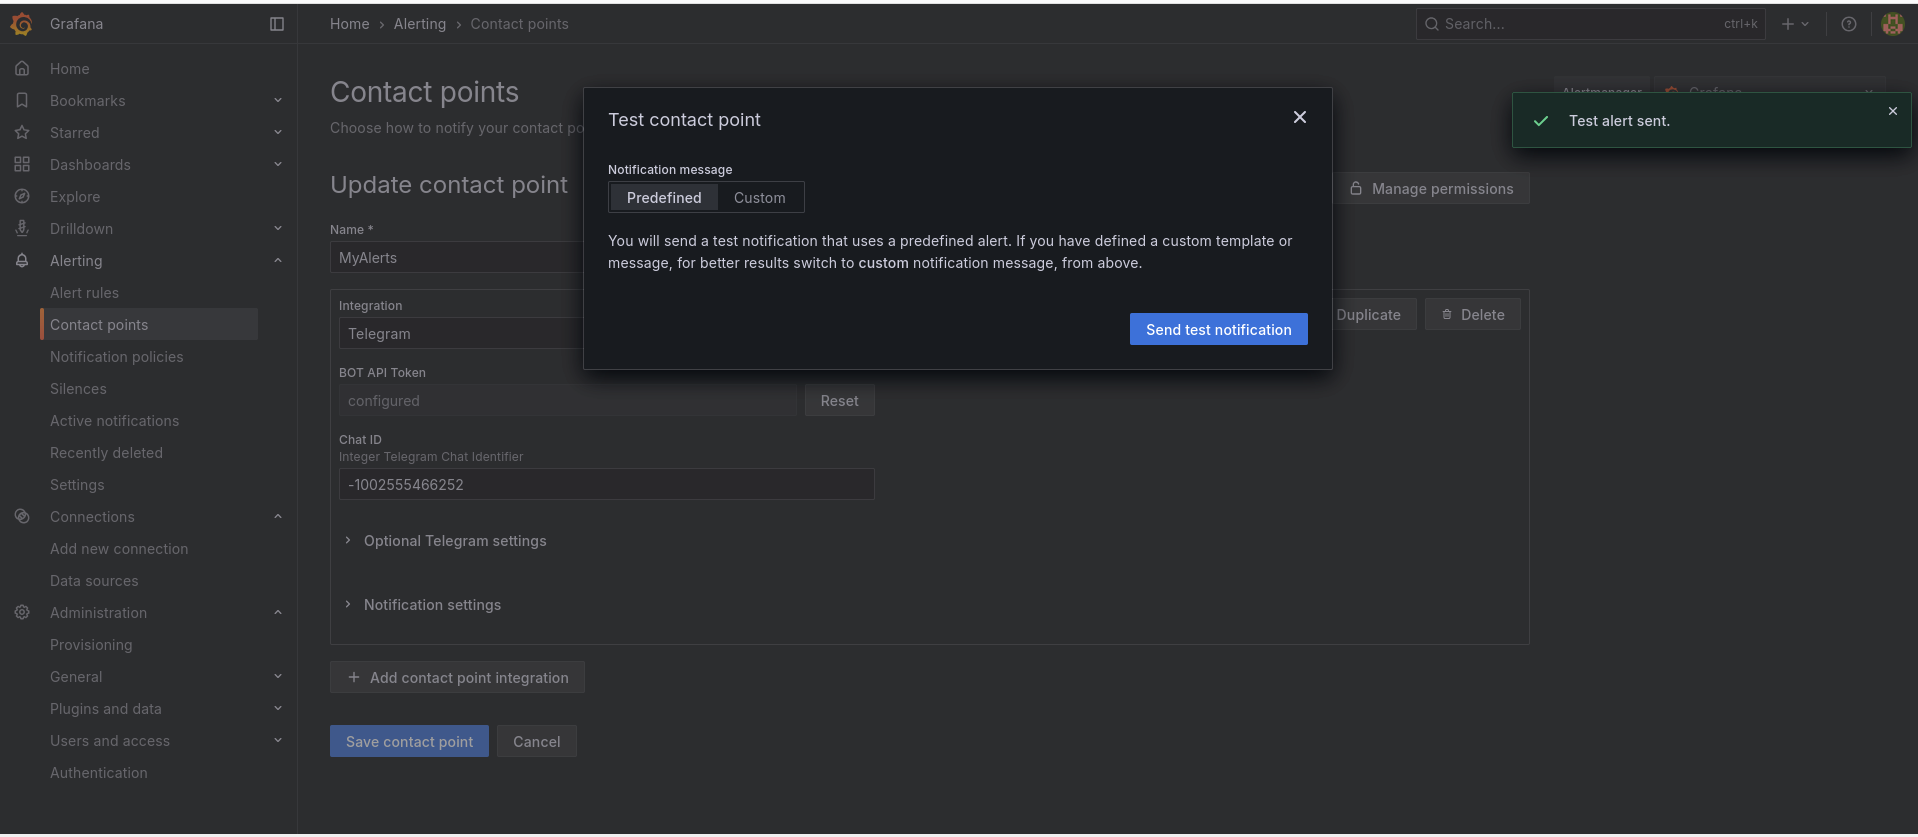 Grafana
Home
Alerting
Contact points
Search...
ctrl+k
Home
Bookmarks
Starred
Dashboards
Explore
Drilldown
Alerting
Alert rules
Contact points
Notification policies
Silences
Active notifications
Recently deleted
Settings
Connections
Add new connection
Data sources
Administration
Provisioning
General
Plugins and data
Users and access
Authentication
Contact points
Choose how to notify your contact po
Alertmanager
Grafana
Test alert sent.
Update contact point
Manage permissions
Name *
MyAlerts
Integration
Telegram
Duplicate
Delete
BOT API Token
configured
Reset
Chat ID
Integer Telegram Chat Identifier
-1002555466252
Optional Telegram settings
Notification settings
Add contact point integration
Save contact point
Cancel
Test contact point
Notification message
Predefined
Custom
You will send a test notification that uses a predefined alert. If you have defined a custom template or
message, for better results switch to custom notification message, from above.
Send test notification